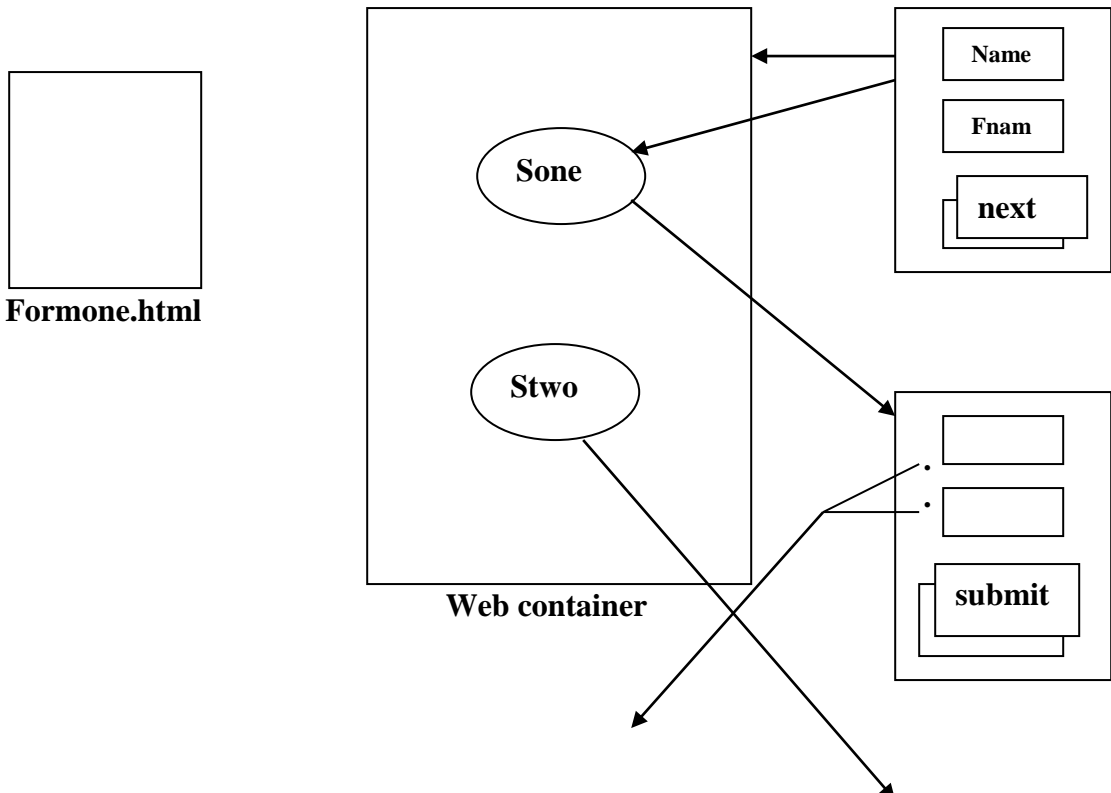 Name
Fnam
next
Sone
Formone.html
Stwo
submit
Web container